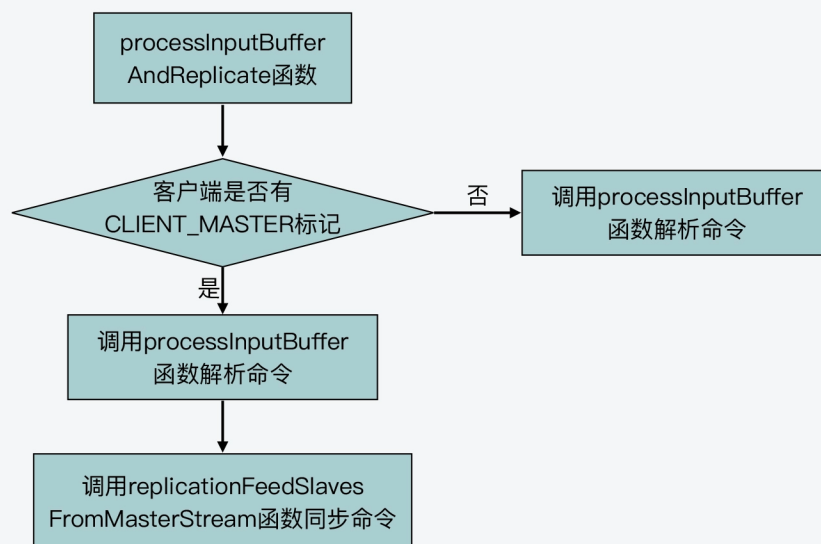 processInputBuffer
AndReplicate函数
客户端是否有
CLIENT_MASTER标记
否
调用processInputBuffer
函数解析命令
是
调用processInputBuffer
函数解析命令
调用replicationFeedSlaves
FromMasterStream函数同步命令